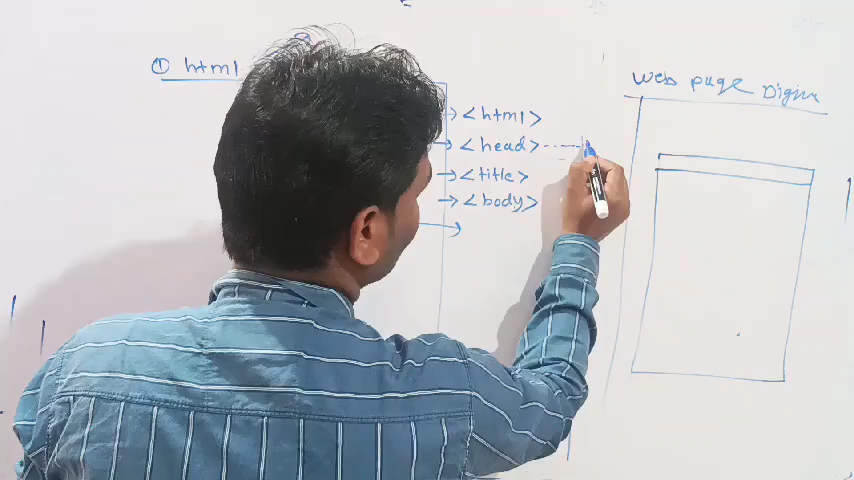 ① html
<html>
<head>
<title>
<body>
Web page Digin